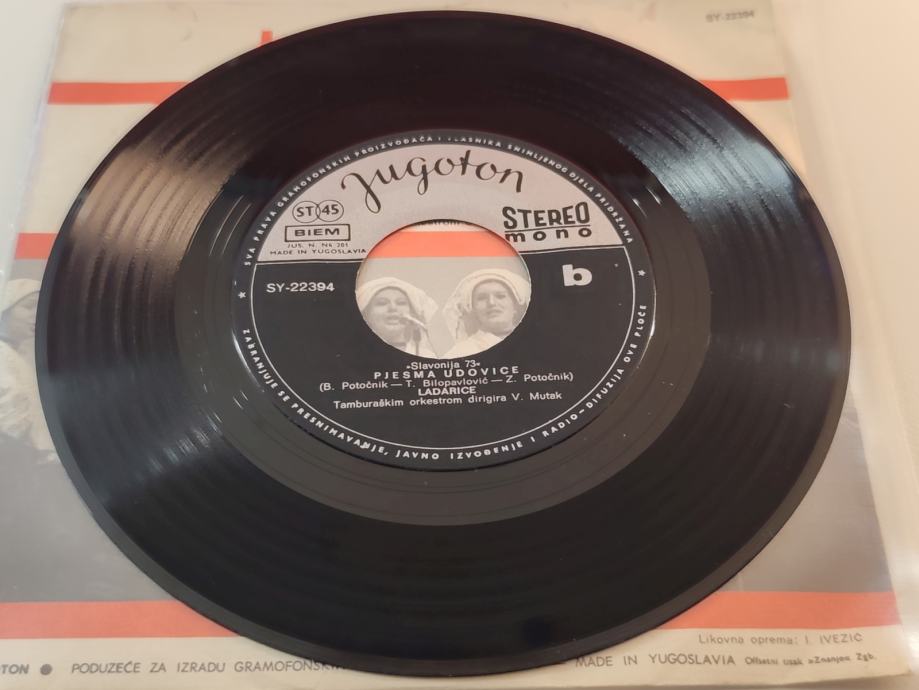 SY-22394
SVA PRAVA GRAMOFONSKIH PROIZVOĐAČA I VLASNIKA SNIMLJENOG DJELA PRIDRŽANA
Jugoton
ST 45
STEREO
BIEM
mono
JUS. N. N4 201
MADE IN YUGOSLAVIA
SY-22394
b
»Slavonija 73«
PJESMA UDOVICE
(B. Potočnik — T. Bilopavlović — Z. Potočnik)
LADARICE
Tamburaškim orkestrom dirigira V. Mutak
ZABRANJUJE SE PRESNIMAVANJE, JAVNO IZVOĐENJE I RADIO-DIFUZIJA OVE PLOČE
Likovna oprema: I. IVEZIĆ
TON ● PODUZEĆE ZA IZRADU GRAMOFONSK MADE IN YUGOSLAVIA Offsetni tisak »Znanje« Zgb.